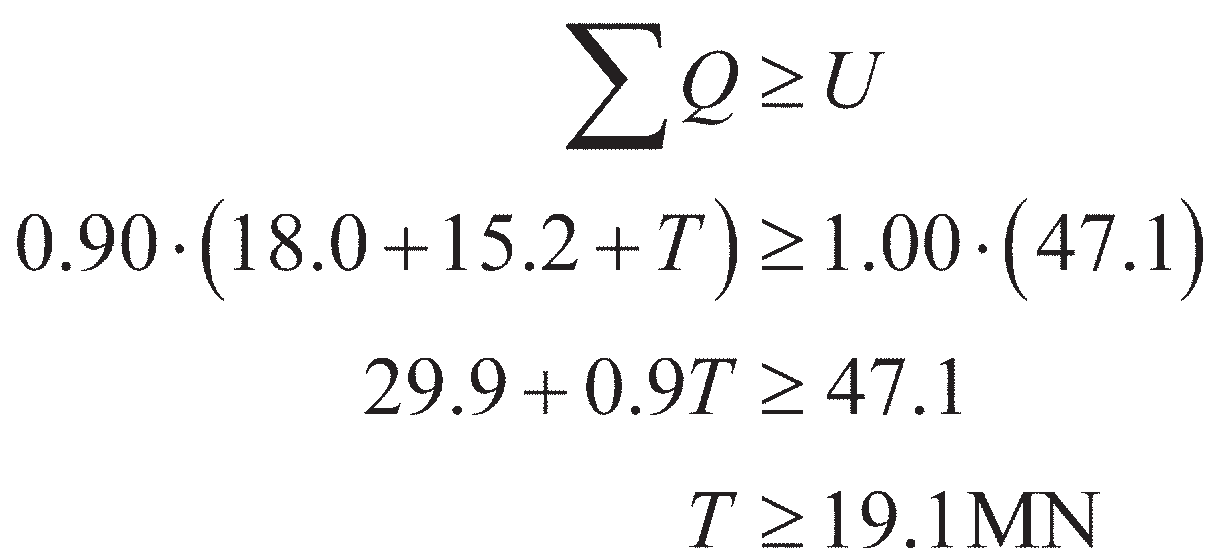 ∑Q ≥ U
0.90·(18.0+15.2+T) ≥ 1.00·(47.1)
29.9+0.9T ≥ 47.1
T ≥ 19.1MN